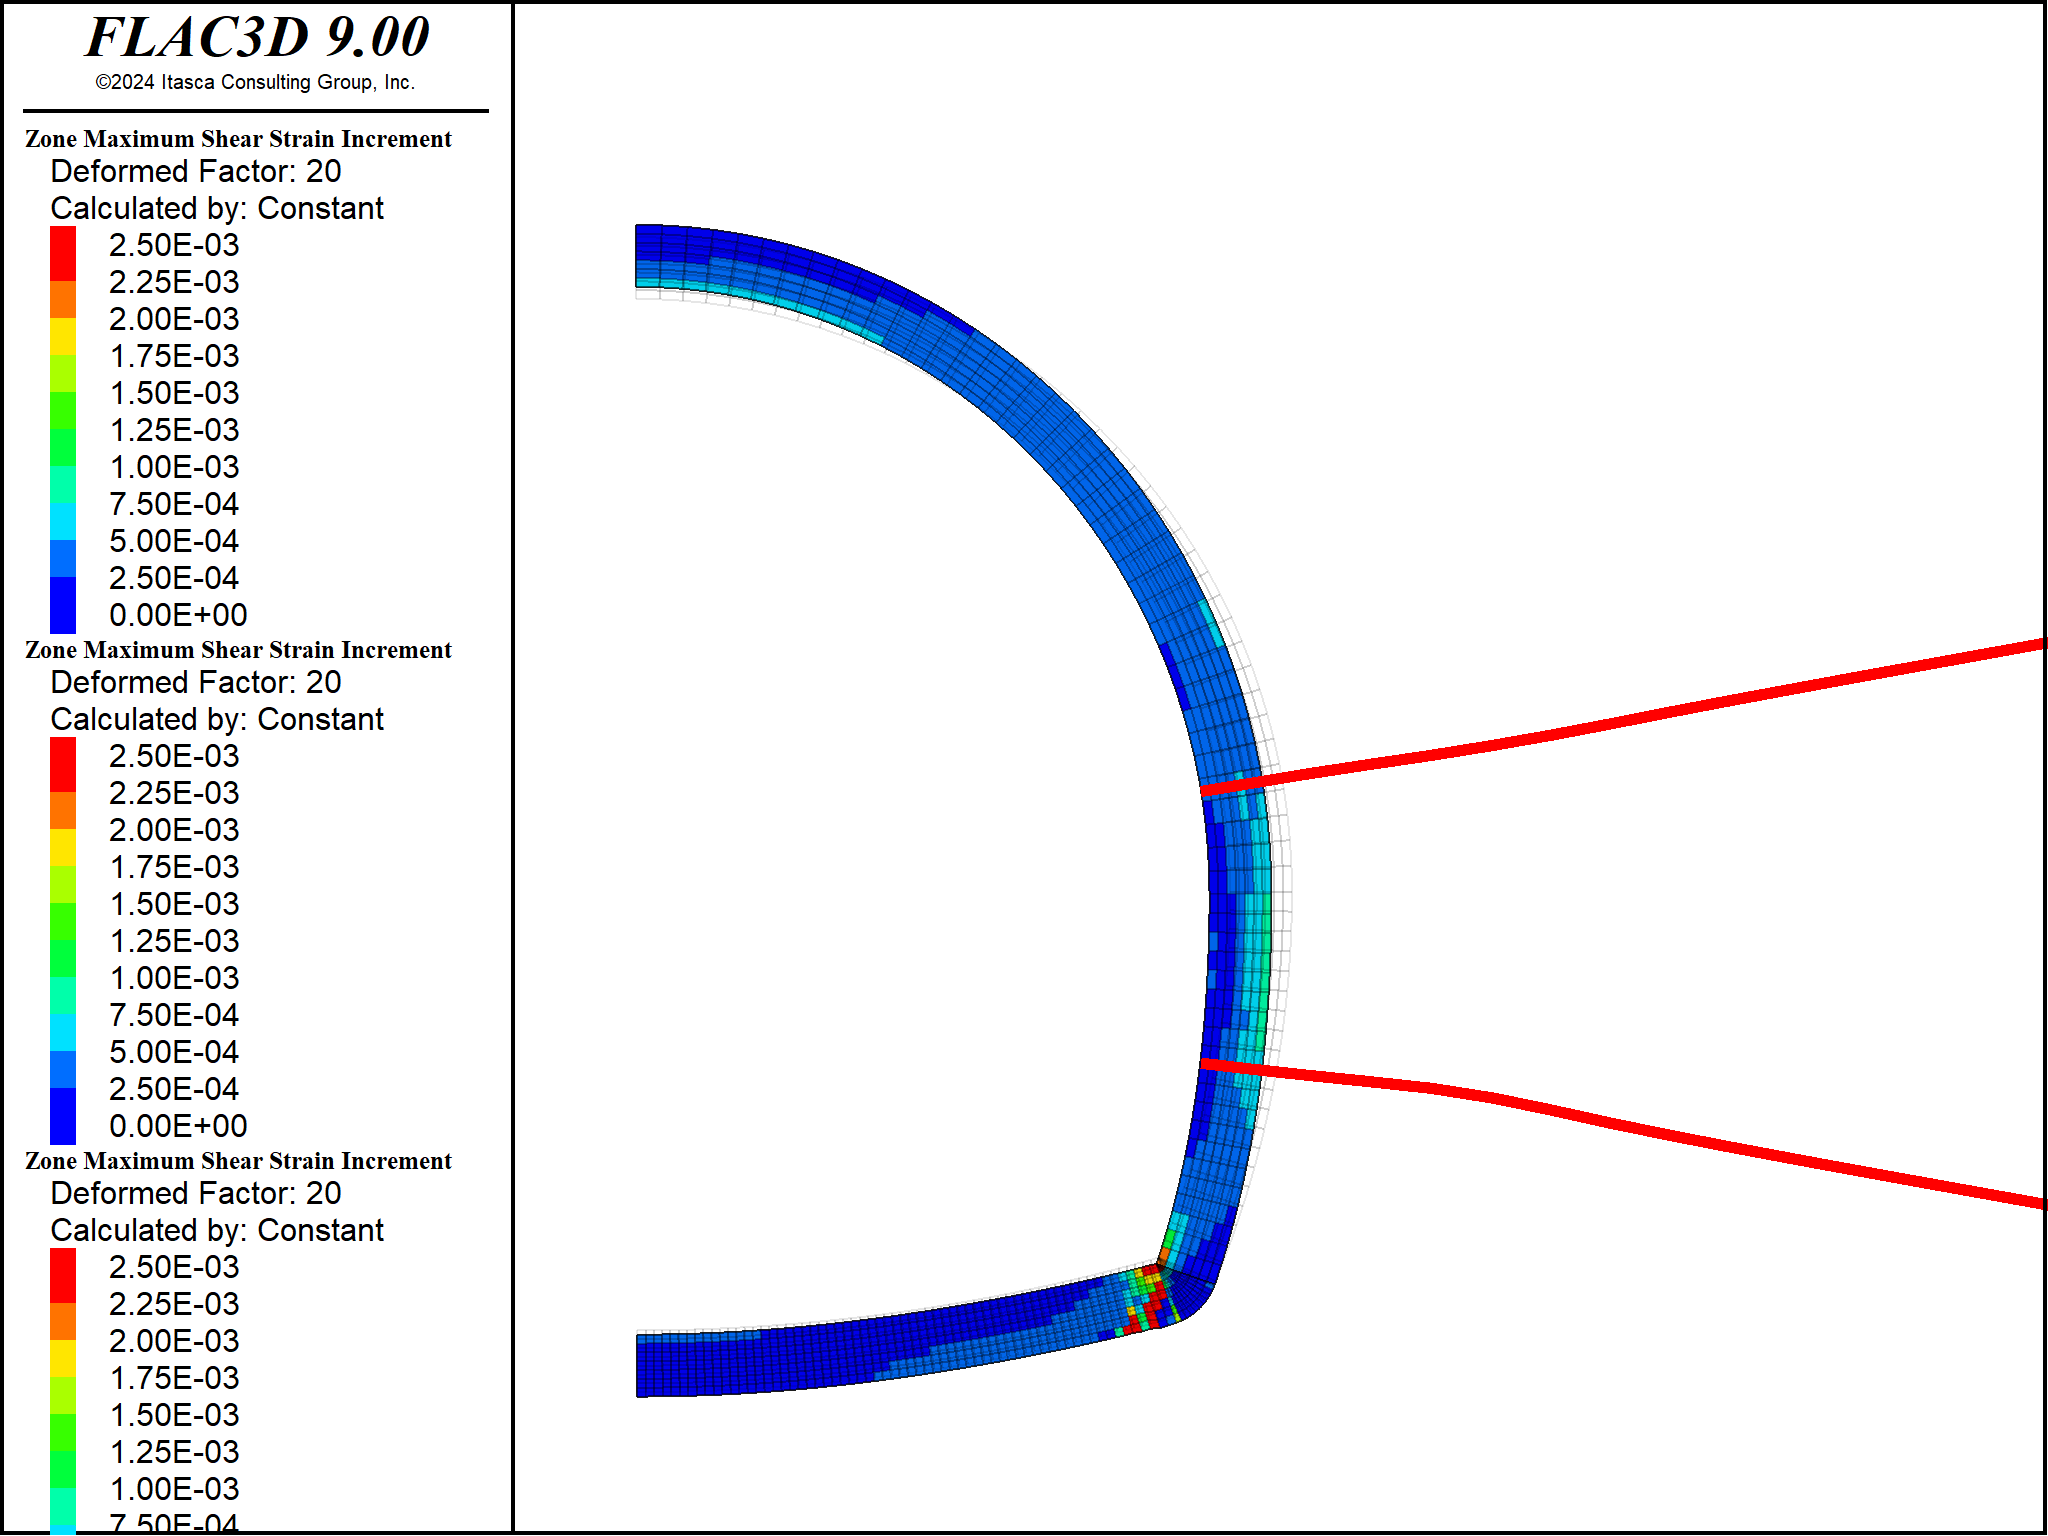 FLAC3D 9.00
©2024 Itasca Consulting Group, Inc.
Zone Maximum Shear Strain Increment
Deformed Factor: 20
Calculated by: Constant
2.50E-03
2.25E-03
2.00E-03
1.75E-03
1.50E-03
1.25E-03
1.00E-03
7.50E-04
5.00E-04
2.50E-04
0.00E+00
Zone Maximum Shear Strain Increment
Deformed Factor: 20
Calculated by: Constant
2.50E-03
2.25E-03
2.00E-03
1.75E-03
1.50E-03
1.25E-03
1.00E-03
7.50E-04
5.00E-04
2.50E-04
0.00E+00
Zone Maximum Shear Strain Increment
Deformed Factor: 20
Calculated by: Constant
2.50E-03
2.25E-03
2.00E-03
1.75E-03
1.50E-03
1.25E-03
1.00E-03
7.50E-04